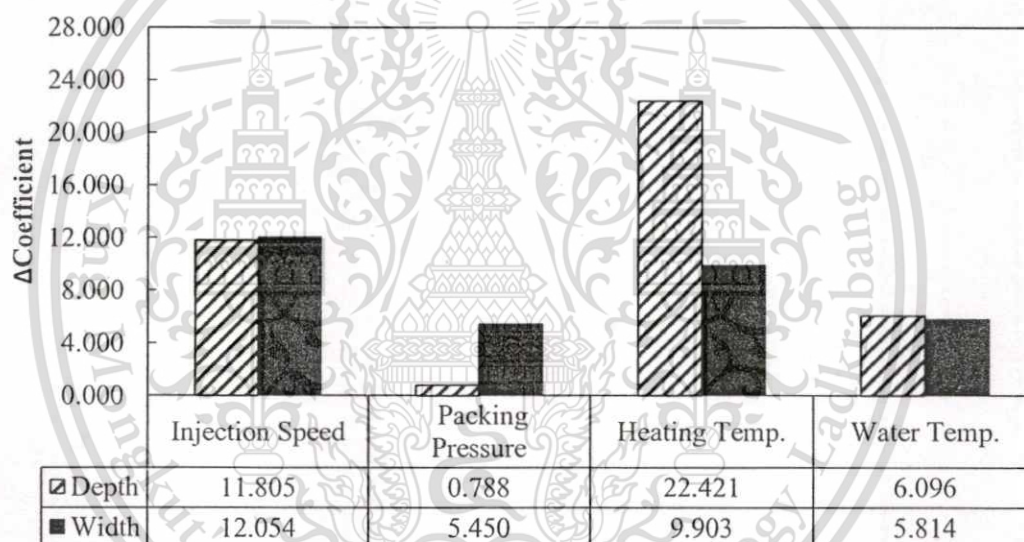 28.000
24.000
20.000
16.000
12.000
8.000
4.000
0.000
ΔCoefficient
Injection Speed
Packing
Pressure
Heating Temp.
Water Temp.
Depth 11.805 0.788 22.421 6.096
Width 12.054 5.450 9.903 5.814
Ladkrabang